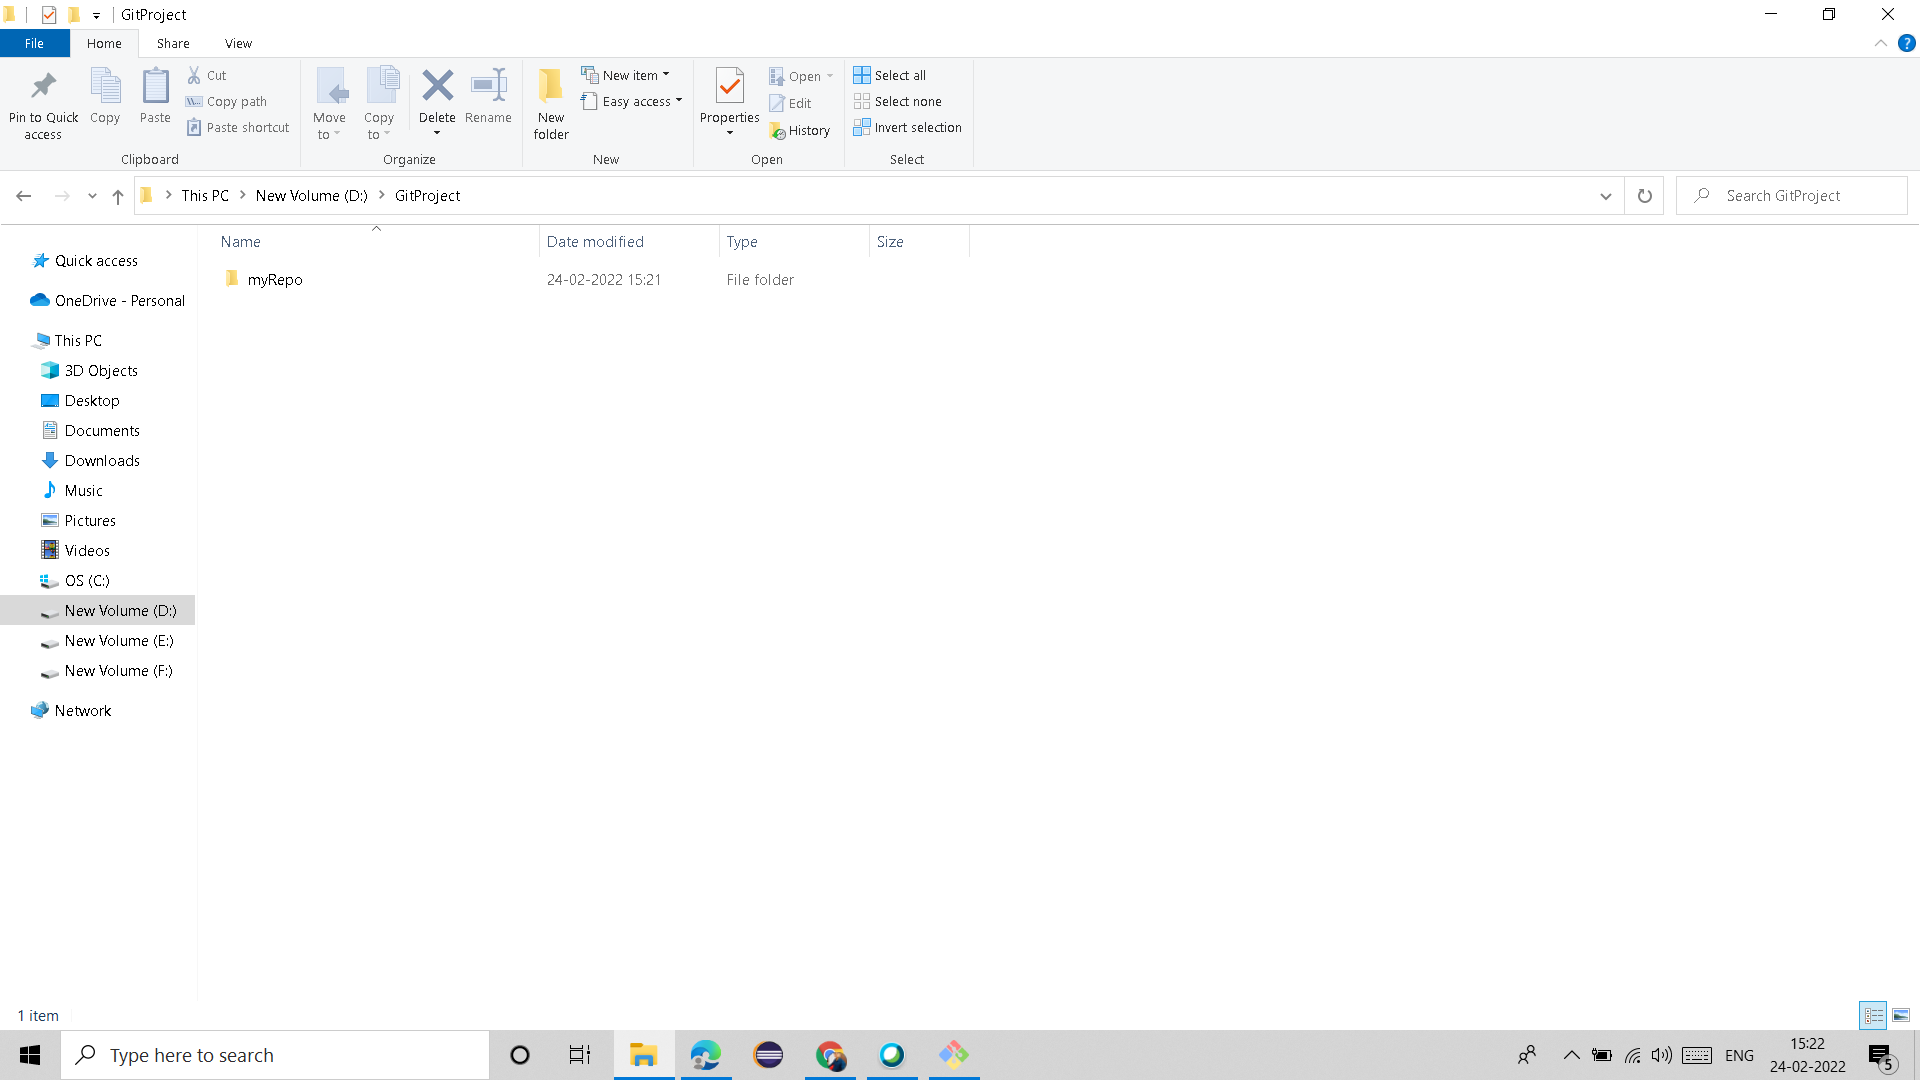 GitProject
File Home Share View
Pin to Quick access
Copy
Paste
Cut
Copy path
Paste shortcut
Clipboard
Move to
Copy to
Delete
Rename
Organize
New folder
New item
Easy access
New
Properties
Open
Edit
History
Open
Select all
Select none
Invert selection
Select
This PC New Volume (D:) GitProject
Search GitProject
Name Date modified Type Size
myRepo 24-02-2022 15:21 File folder
Quick access
OneDrive - Personal
This PC
3D Objects
Desktop
Documents
Downloads
Music
Pictures
Videos
OS (C:)
New Volume (D:)
New Volume (E:)
New Volume (F:)
Network
1 item
Type here to search
ENG
15:22
24-02-2022
5